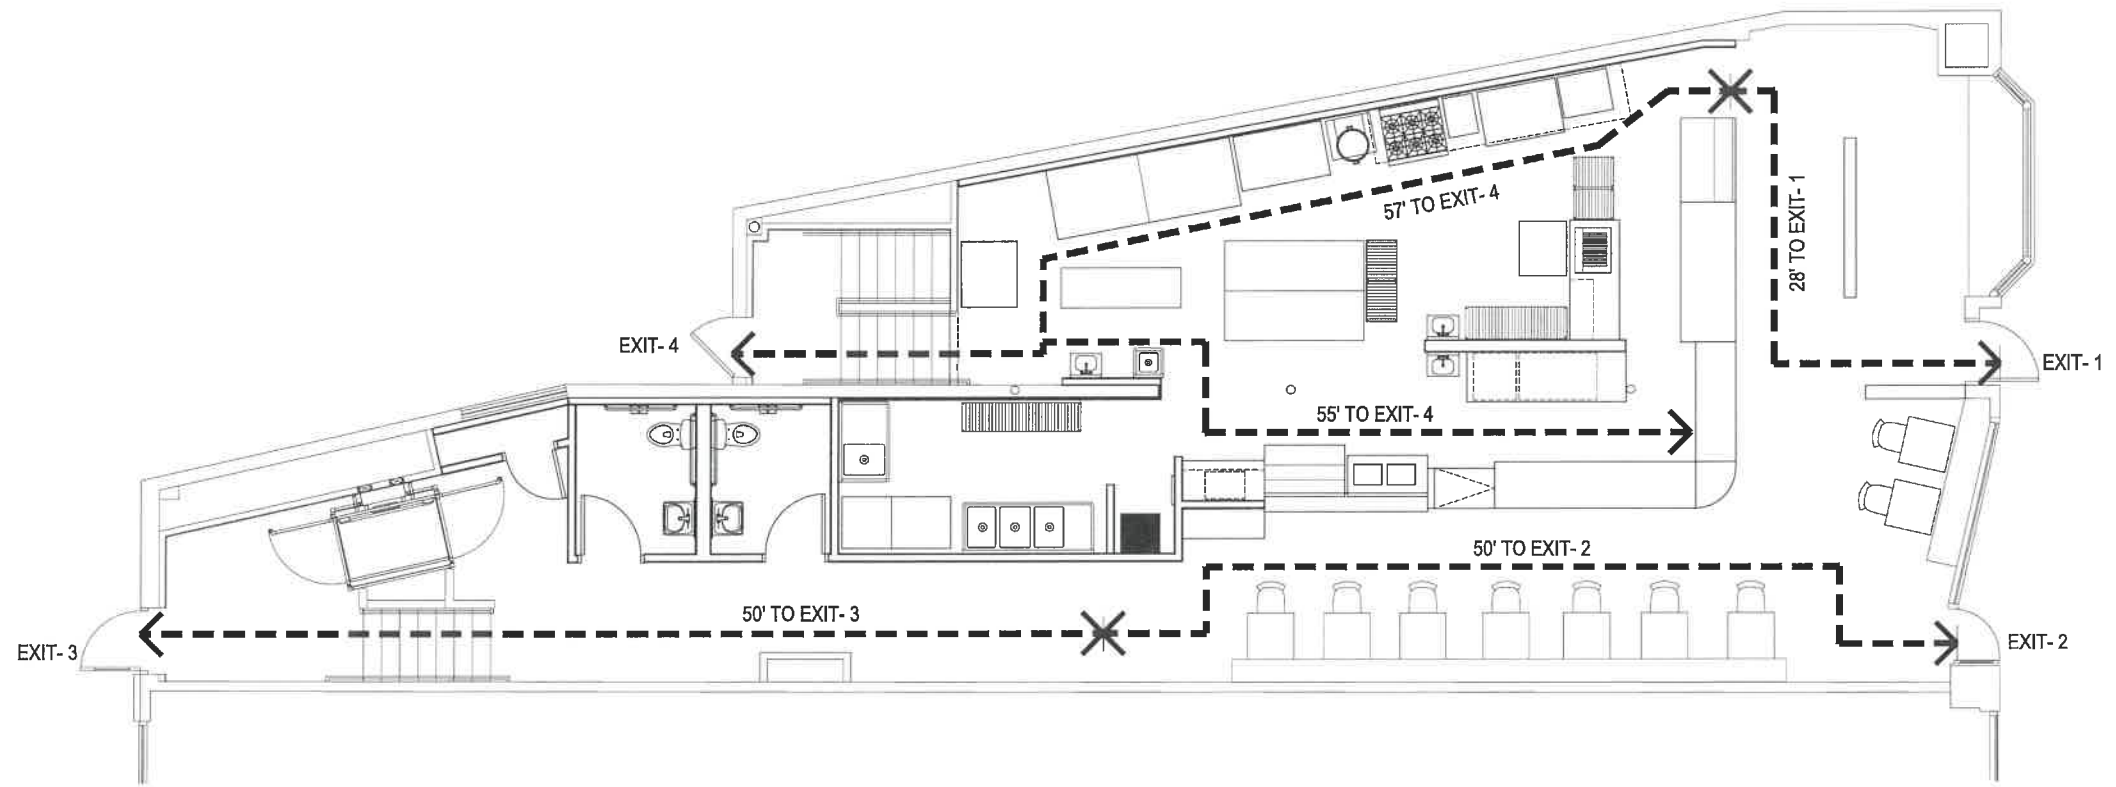 57' TO EXIT- 4
28' TO EXIT- 1
EXIT- 4
EXIT- 1
55' TO EXIT- 4
50' TO EXIT- 2
50' TO EXIT- 3
EXIT- 3
EXIT- 2